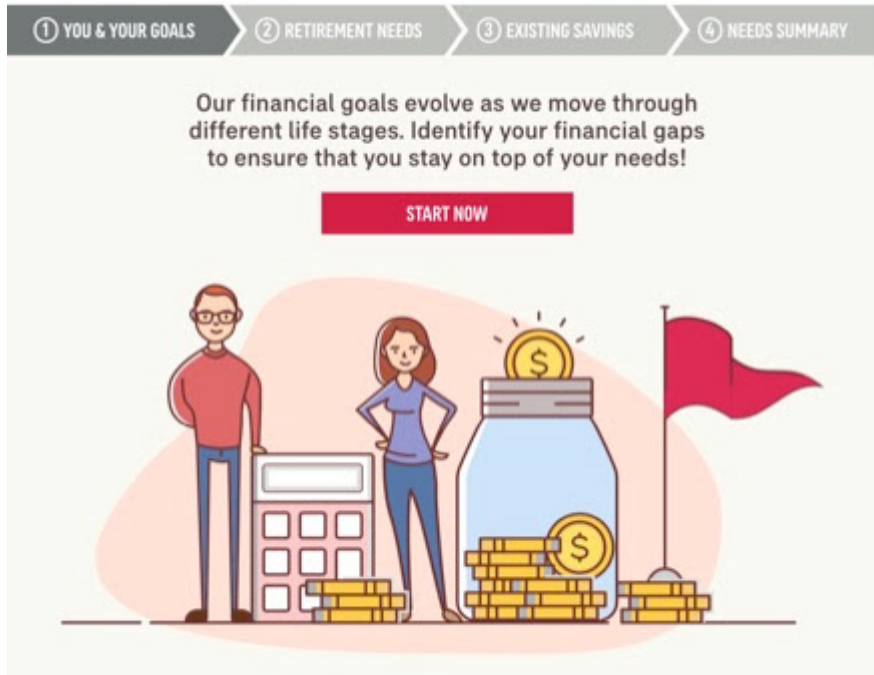 1 YOU & YOUR GOALS
2 RETIREMENT NEEDS
3 EXISTING SAVINGS
4 NEEDS SUMMARY
Our financial goals evolve as we move through
different life stages. Identify your financial gaps
to ensure that you stay on top of your needs!
START NOW
$
$